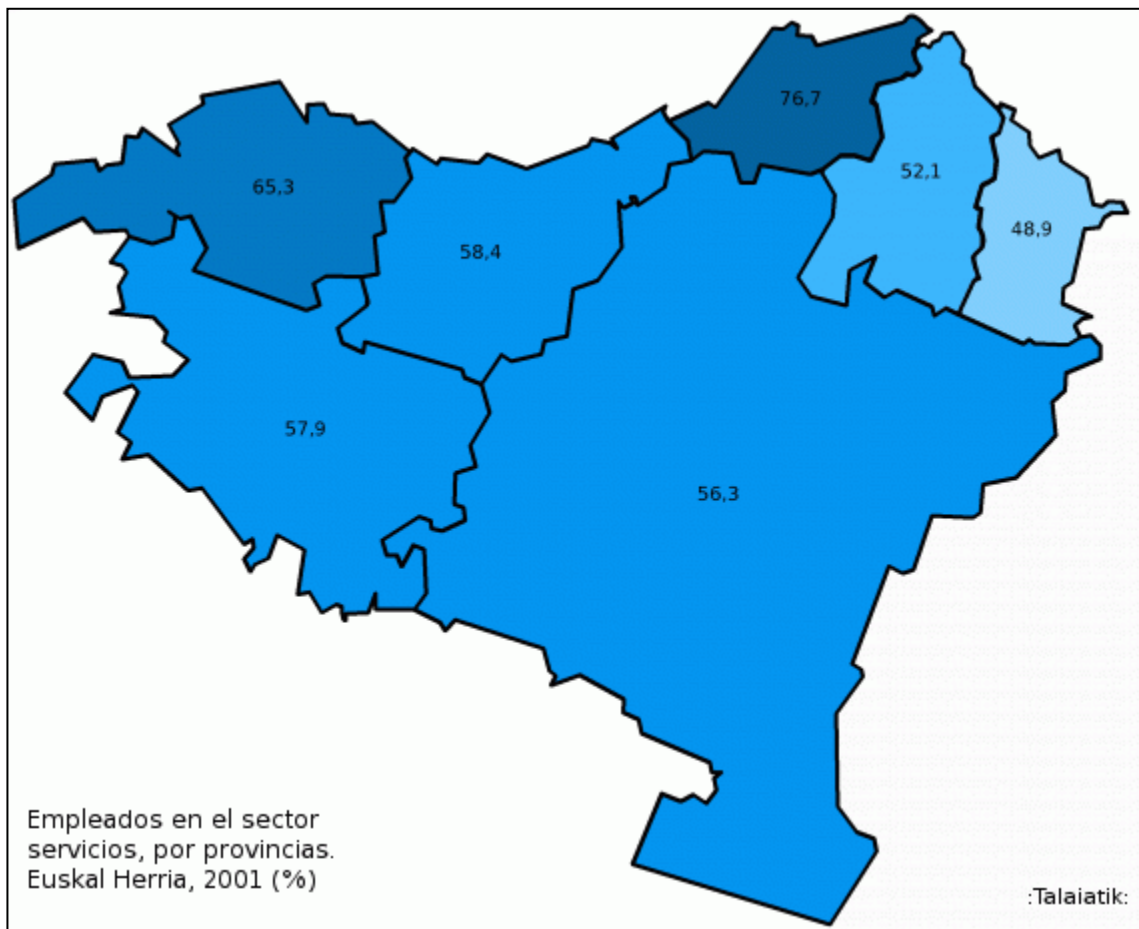 76,7
52,1
65,3
48,9
58,4
57,9
56,3
Empleados en el sector
servicios, por provincias.
Euskal Herria, 2001 (%)
:Talaiatik: